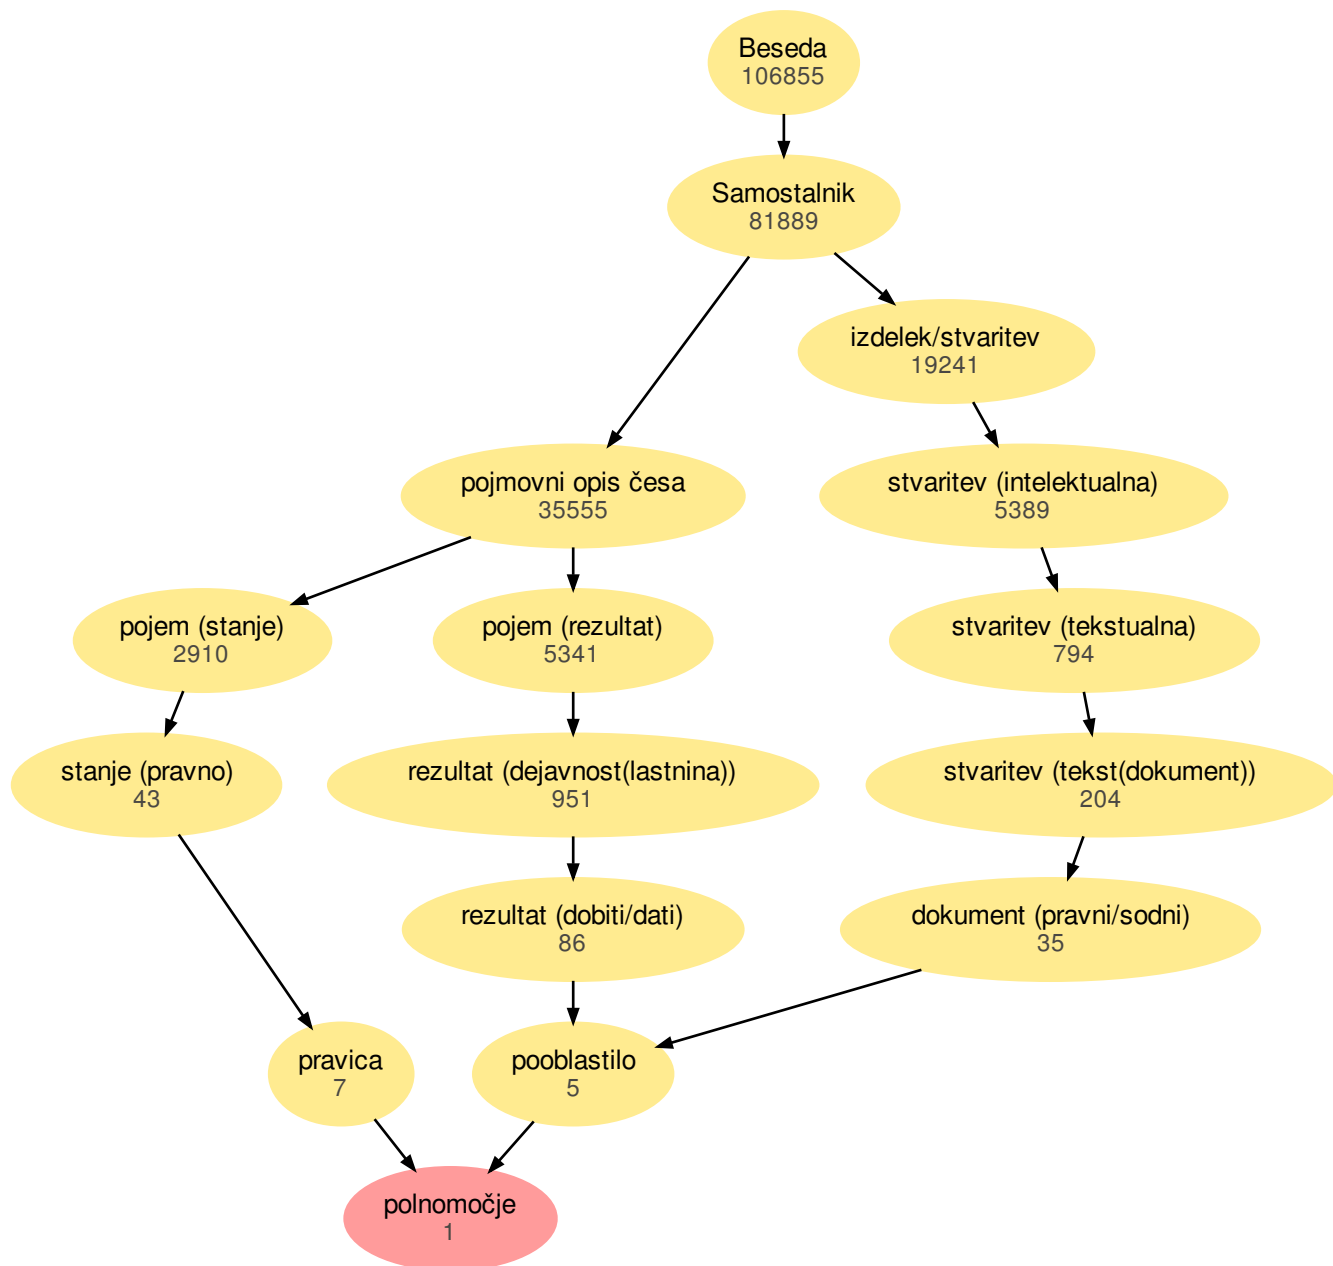 Beseda
106855
Samostalnik
81889
izdelek/stvaritev
19241
pojmovni opis česa
35555
stvaritev (intelektualna)
5389
pojem (stanje)
2910
pojem (rezultat)
5341
stvaritev (tekstualna)
794
stanje (pravno)
43
rezultat (dejavnost(lastnina))
951
stvaritev (tekst(dokument))
204
rezultat (dobiti/dati)
86
dokument (pravni/sodni)
35
pravica
7
pooblastilo
5
polnomočje
1